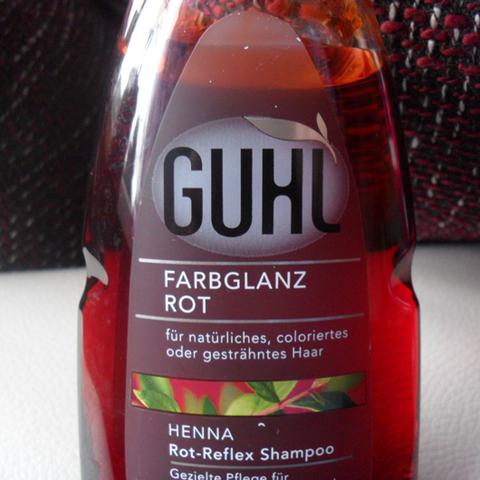 GUHL
FARBGLANZ
ROT
für natürliches, coloriertes
oder gesträhntes Haar
HENNA
Rot-Reflex Shampoo
Gezielte Pflege für